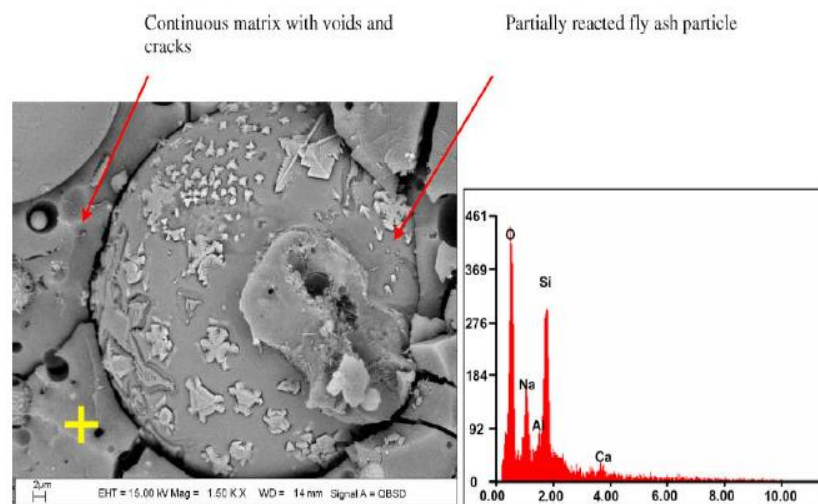 Continuous matrix with voids and
cracks
Partially reacted fly ash particle
2µm
EHT = 15.00 kV Mag = 1.50 K X WD = 14 mm Signal A = QBSD
461
369
276
184
92
0
O
Si
Na
A
Ca
0.00 2.00 4.00 6.00 8.00 10.00